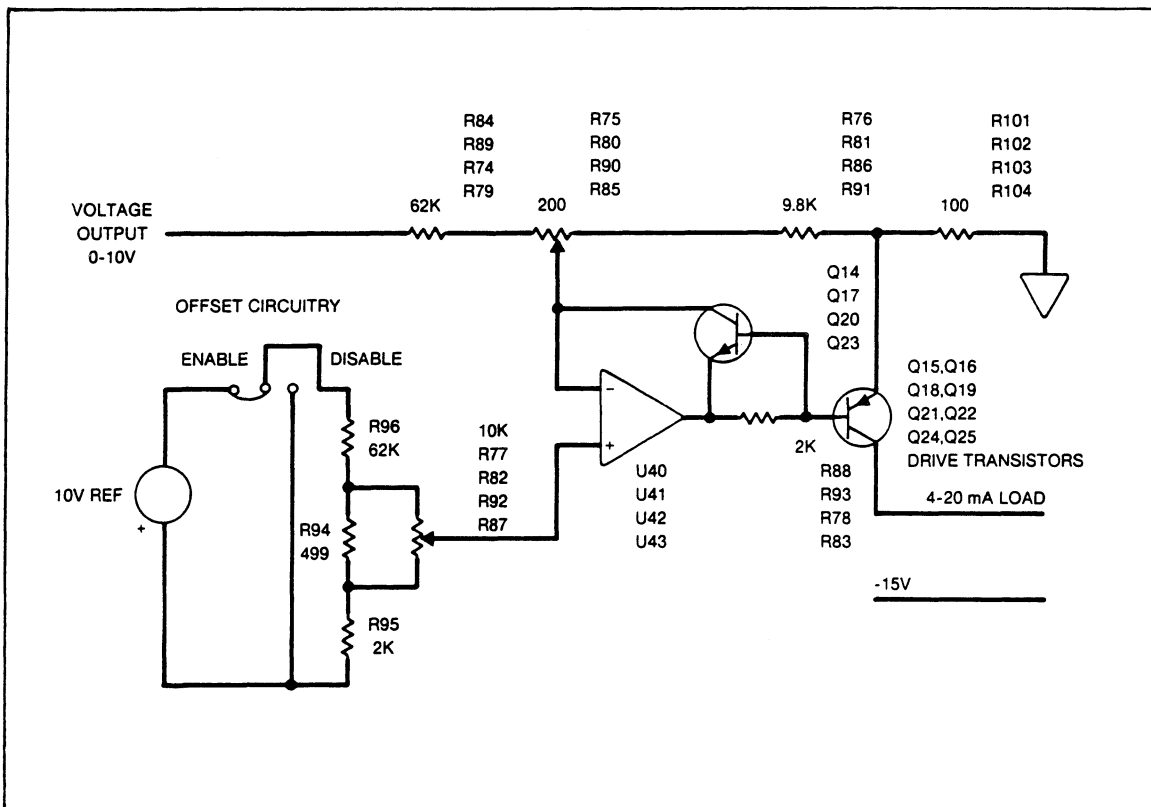 R84
R89
R74
R79
R75
R80
R90
R85
R76
R81
R86
R91
R101
R102
R103
R104
VOLTAGE
OUTPUT
0-10V
62K
200
9.8K
100
OFFSET CIRCUITRY
ENABLE
DISABLE
Q14
Q17
Q20
Q23
Q15,Q16
Q18,Q19
Q21,Q22
Q24,Q25
DRIVE TRANSISTORS
R96
62K
10K
R77
R82
R92
R87
-
+
U40
U41
U42
U43
2K
R88
R93
R78
R83
4-20 mA LOAD
10V REF
+
R94
499
-15V
R95
2K